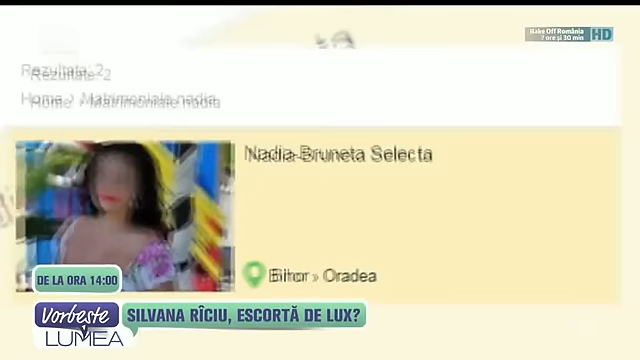 Bake Off România
7 ore și 30 min
HD
Rezultate: 2
Home › Matrimoniale nadia
Nadia-Bruneta Selecta
Bihor » Oradea
DE LA ORA 14:00
Vorbește LUMEA
SILVANA RÎCIU, ESCORTĂ DE LUX?